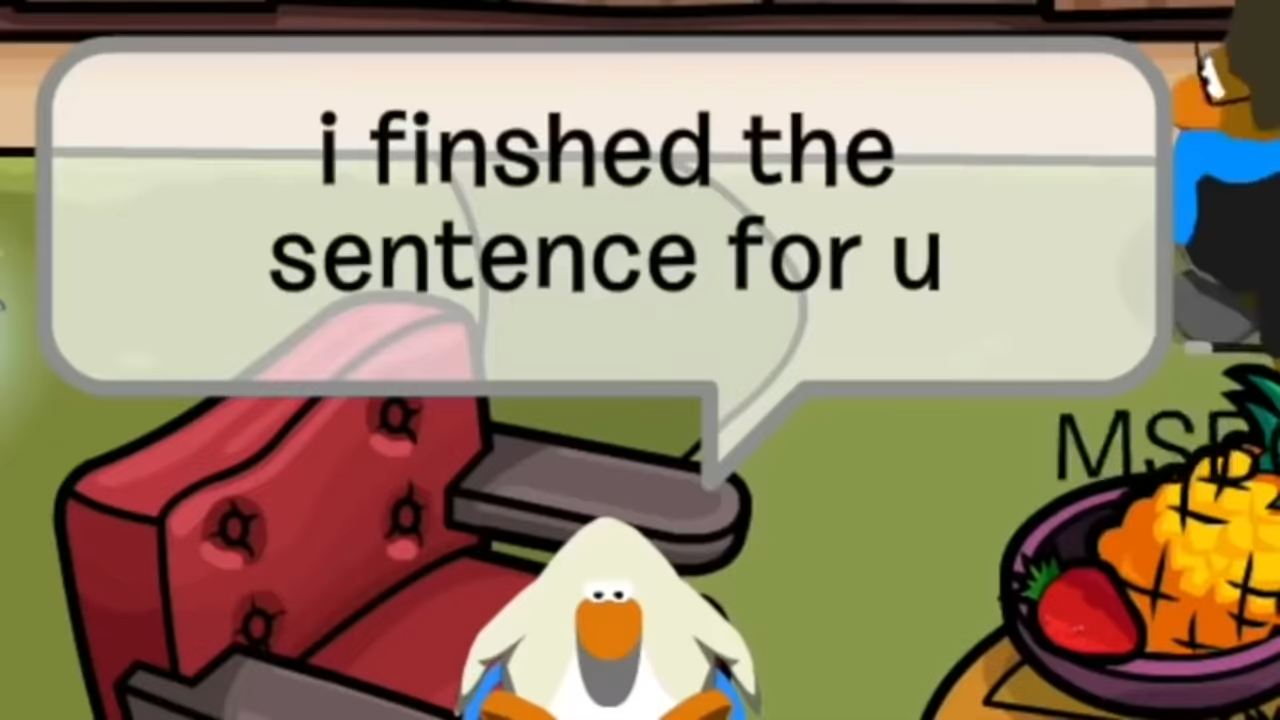 i finshed the
sentence for u